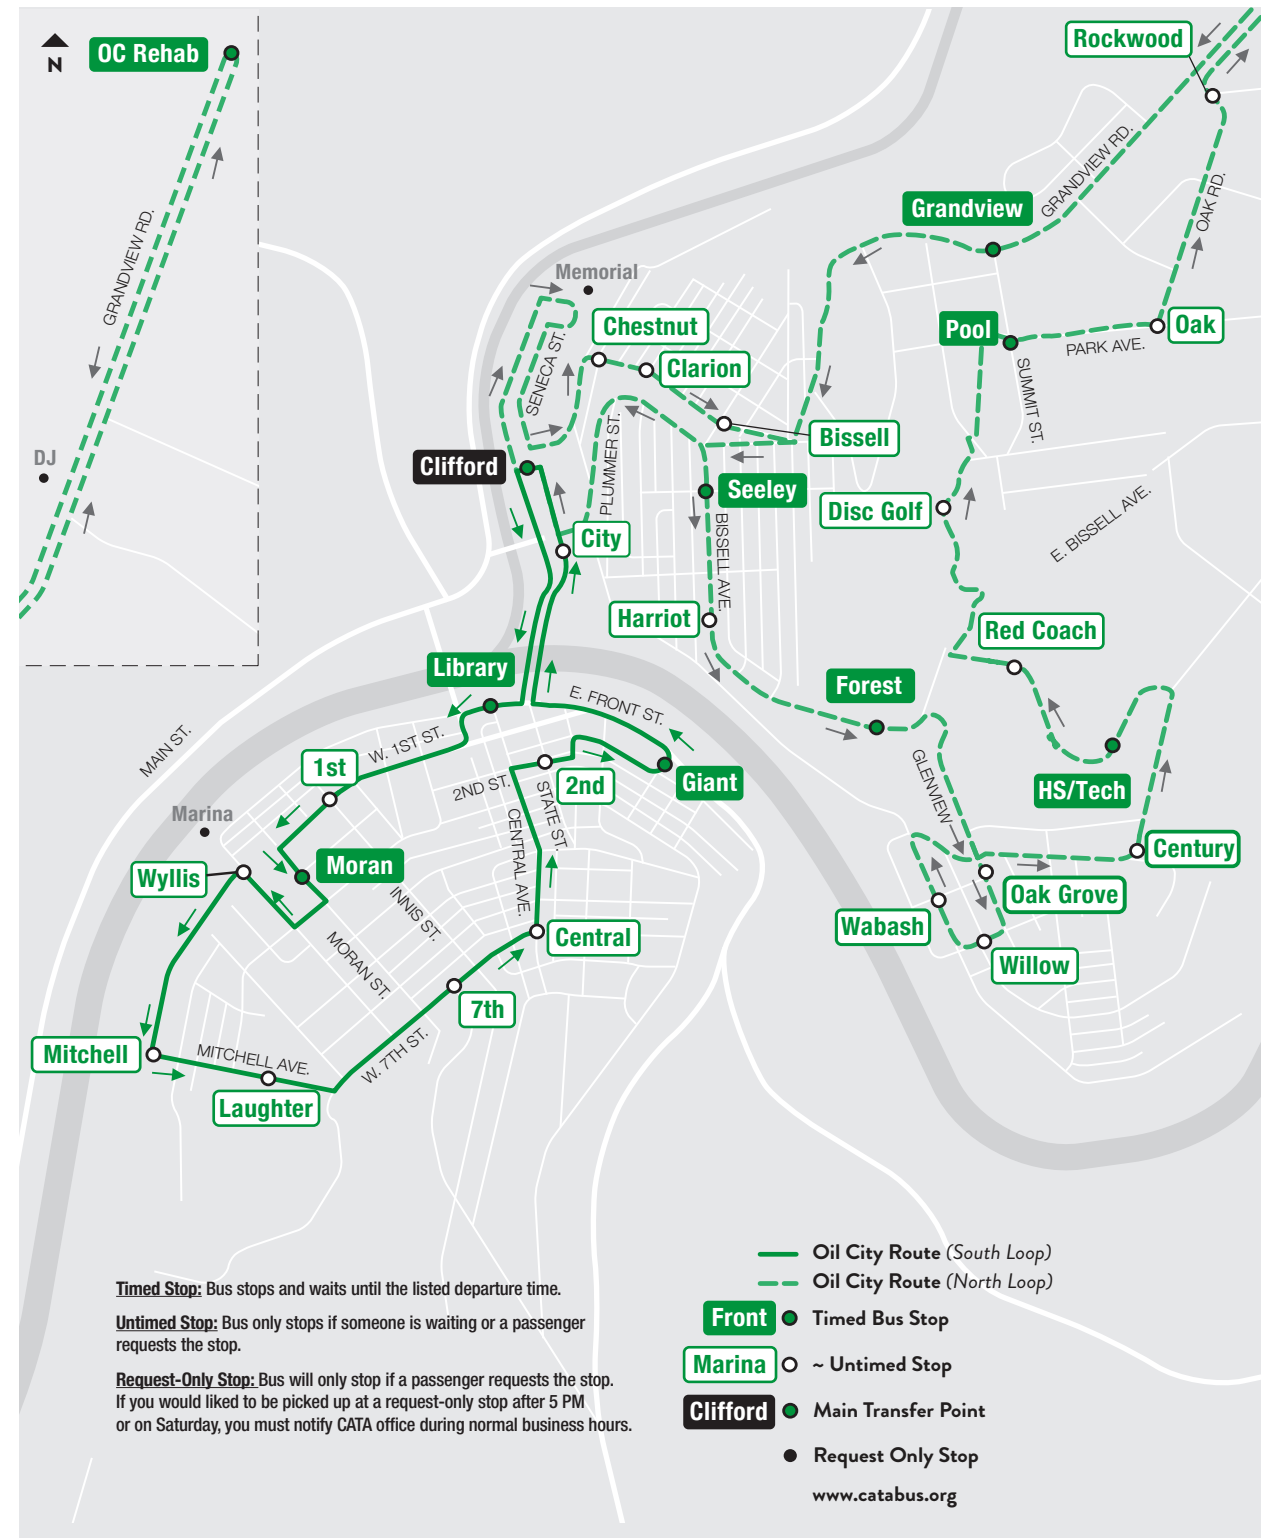 N
OC Rehab
GRANDVIEW RD.
DJ
Rockwood
GRANDVIEW RD.
Grandview
OAK RD.
Memorial
Chestnut
Pool
Oak
PARK AVE.
SENECA ST.
Clarion
SUMMIT ST.
PLUMMER ST.
Bissell
Clifford
Seeley
Disc Golf
E. BISSELL AVE.
City
BISSELL AVE.
Harriot
Red Coach
Library
Forest
E. FRONT ST.
MAIN ST.
W. 1ST ST.
1st
2ND ST.
2nd
Giant
GLENVIEW
HS/Tech
Marina
STATE ST.
CENTRAL AVE.
Century
Wyllis
Moran
INNIS ST.
Oak Grove
Wabash
Central
MORAN ST.
Willow
7th
Mitchell
MITCHELL AVE.
W. 7TH ST.
Laughter
Oil City Route (South Loop)
Oil City Route (North Loop)
Front
Timed Bus Stop
Marina
~ Untimed Stop
Clifford
Main Transfer Point
Request Only Stop
www.catabus.org
Timed Stop: Bus stops and waits until the listed departure time.
Untimed Stop: Bus only stops if someone is waiting or a passenger
requests the stop.
Request-Only Stop: Bus will only stop if a passenger requests the stop.
If you would liked to be picked up at a request-only stop after 5 PM
or on Saturday, you must notify CATA office during normal business hours.